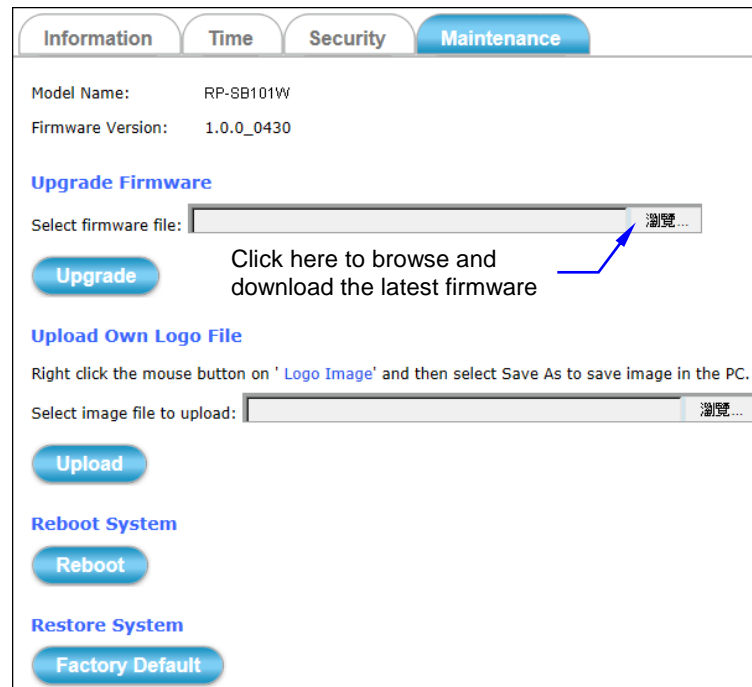 Information Time Security Maintenance
Model Name: RP-SB101W
Firmware Version: 1.0.0_0430
Upgrade Firmware
Select firmware file: 瀏覽...
Click here to browse and
download the latest firmware
Upgrade
Upload Own Logo File
Right click the mouse button on ' Logo Image' and then select Save As to save image in the PC.
Select image file to upload: 瀏覽...
Upload
Reboot System
Reboot
Restore System
Factory Default